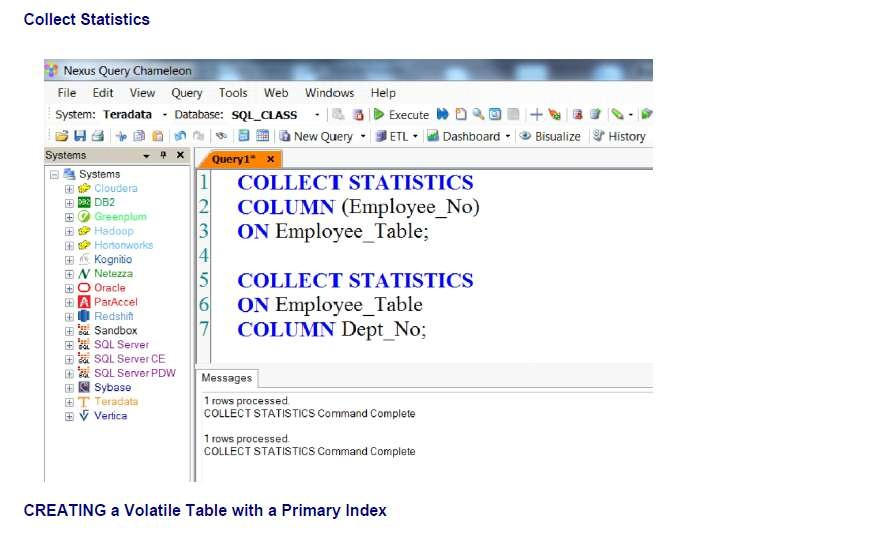 Collect Statistics
Nexus Query Chameleon
File Edit View Query Tools Web Windows Help
System: Teradata Database: SQL_CLASS Execute
New Query ETL Dashboard Bisualize History
Systems
Query1* x
Systems
Cloudera
DB2 DB2
Greenplum
Hadoop
Hortonworks
Kognitio
Netezza
Oracle
ParAccel
Redshift
Sandbox
SQL Server
SQL Server CE
SQL Server PDW
Sybase
Teradata
Vertica
1 COLLECT STATISTICS
2 COLUMN (Employee_No)
3 ON Employee_Table;
4
5 COLLECT STATISTICS
6 ON Employee_Table
7 COLUMN Dept_No;
Messages
1 rows processed.
COLLECT STATISTICS Command Complete
1 rows processed.
COLLECT STATISTICS Command Complete
CREATING a Volatile Table with a Primary Index